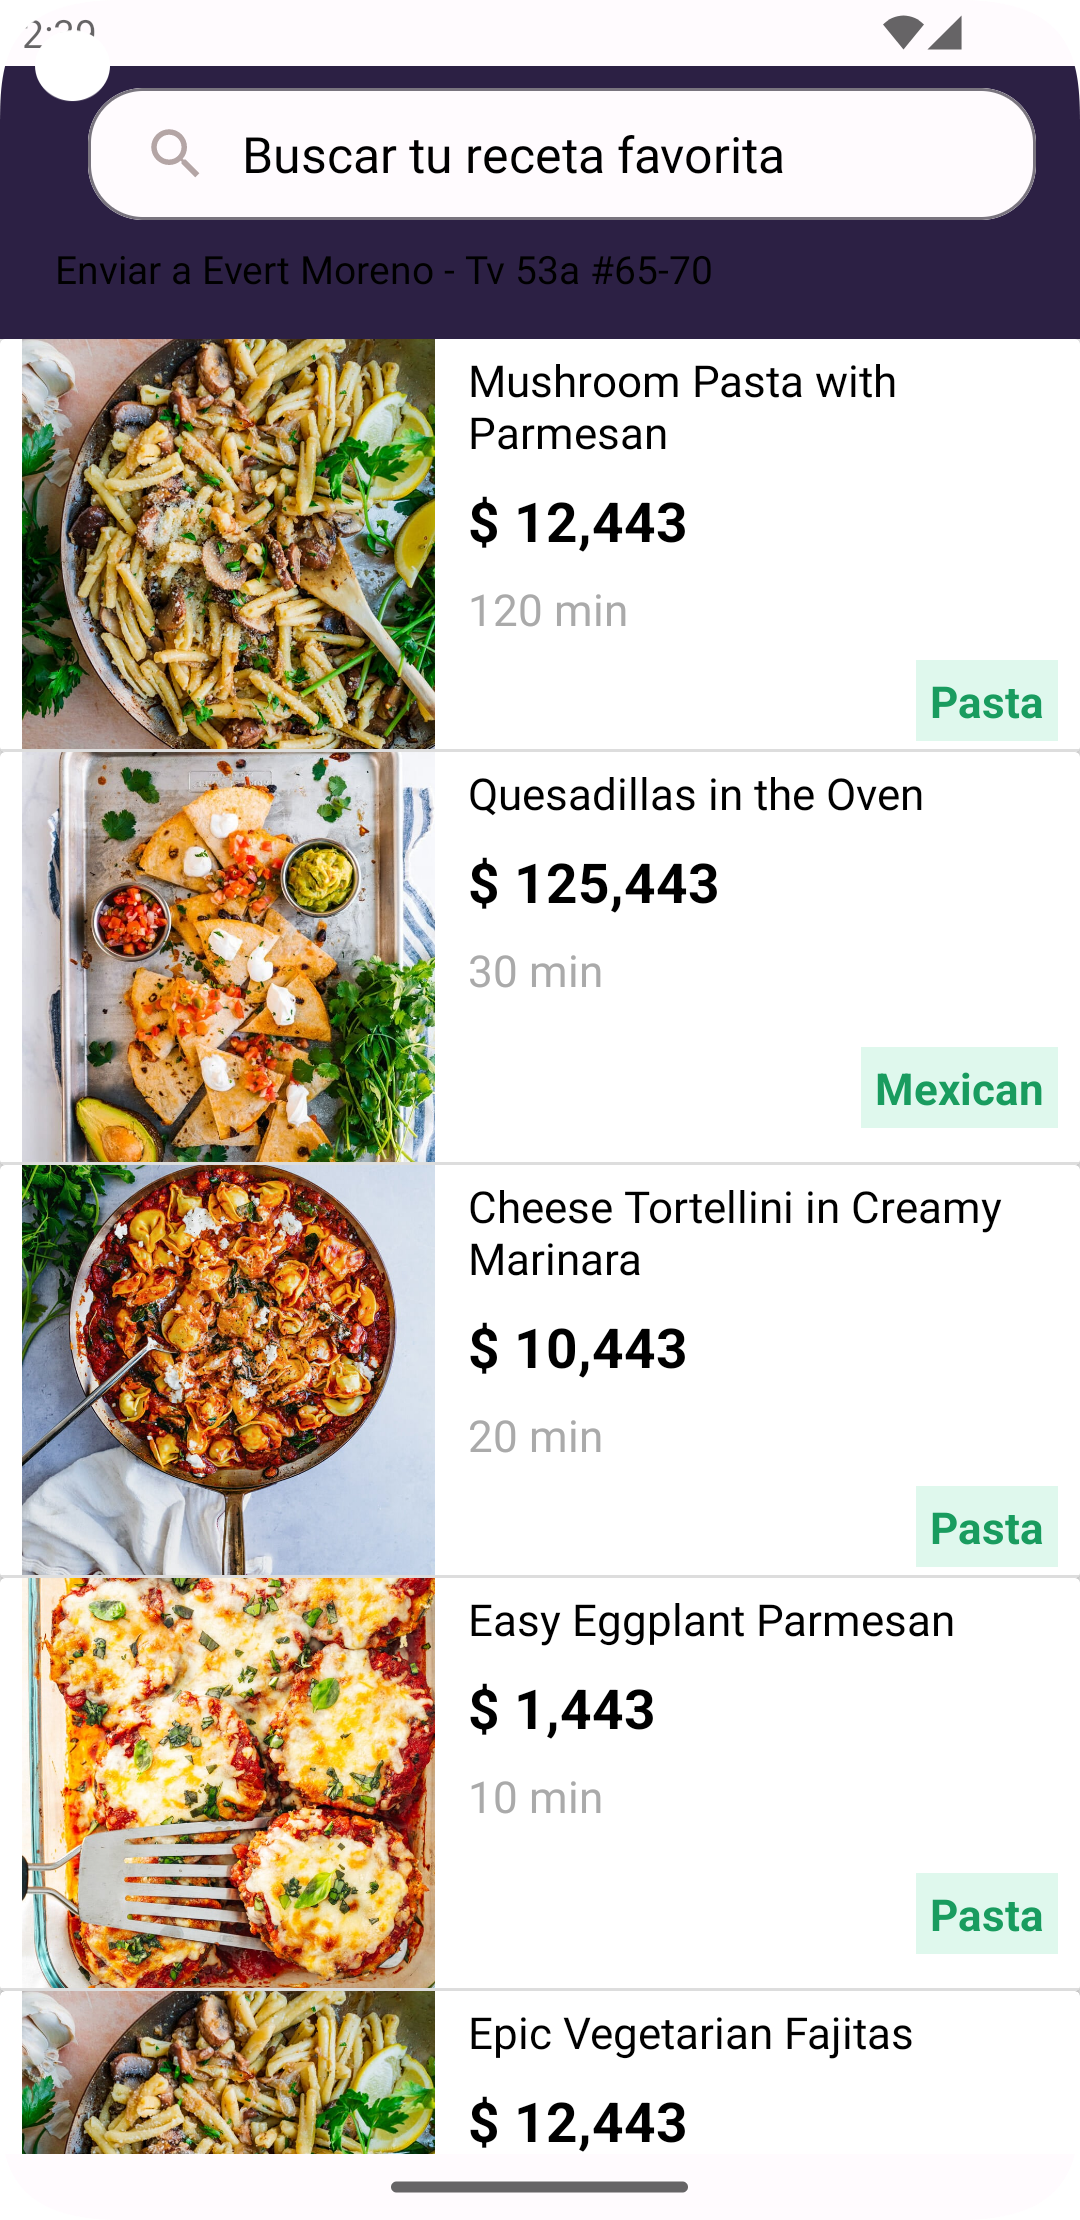 Buscar tu receta favorita
Enviar a Evert Moreno - Tv 53a #65-70
Mushroom Pasta with
Parmesan
$ 12,443
120 min
Pasta
Quesadillas in the Oven
$ 125,443
30 min
Mexican
Cheese Tortellini in Creamy
Marinara
$ 10,443
20 min
Pasta
Easy Eggplant Parmesan
$ 1,443
10 min
Pasta
Epic Vegetarian Fajitas
$ 12,443